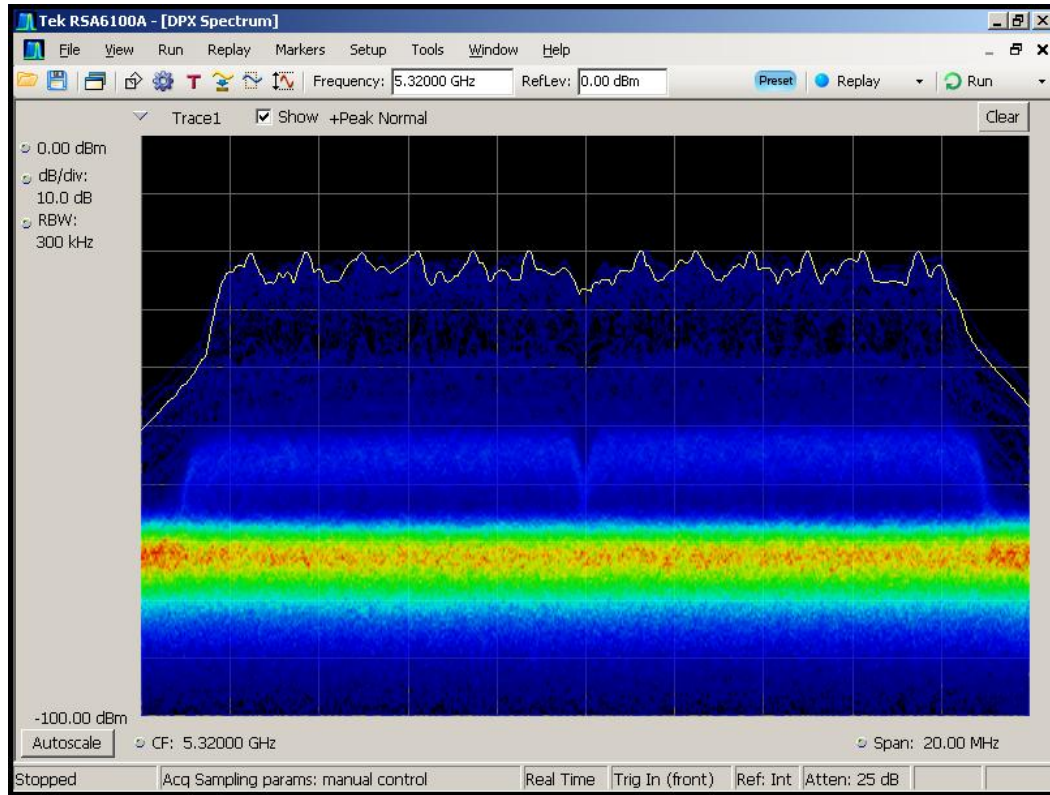 Tek RSA6100A - [DPX Spectrum]
File View Run Replay Markers Setup Tools Window Help
T Frequency: 5.32000 GHz RefLev: 0.00 dBm Preset Replay Run
Trace1 Show +Peak Normal Clear
0.00 dBm
dB/div:
10.0 dB
RBW:
300 kHz
-100.00 dBm
Autoscale CF: 5.32000 GHz Span: 20.00 MHz
Stopped Acq Sampling params: manual control Real Time Trig In (front) Ref: Int Atten: 25 dB